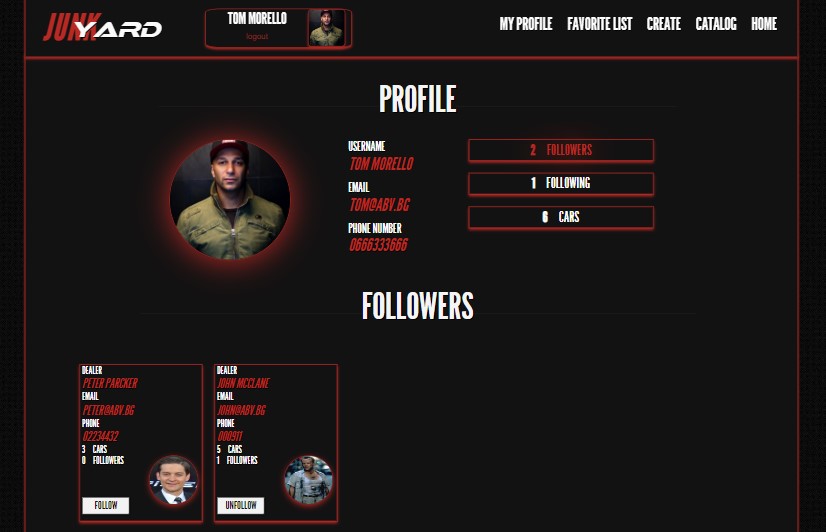 JUNKYARD
TOM MORELLO
logout
MY PROFILE FAVORITE LIST CREATE CATALOG HOME
PROFILE
USERNAME
TOM MORELLO
EMAIL
TOM@ABV.BG
PHONE NUMBER
0666333666
2 FOLLOWERS
1 FOLLOWING
6 CARS
FOLLOWERS
DEALER
PETER PARCKER
EMAIL
PETER@ABV.BG
PHONE
02234432
3 CARS
0 FOLLOWERS
FOLLOW
DEALER
JOHN MCCLANE
EMAIL
JOHN@ABV.BG
PHONE
000911
5 CARS
1 FOLLOWERS
UNFOLLOW